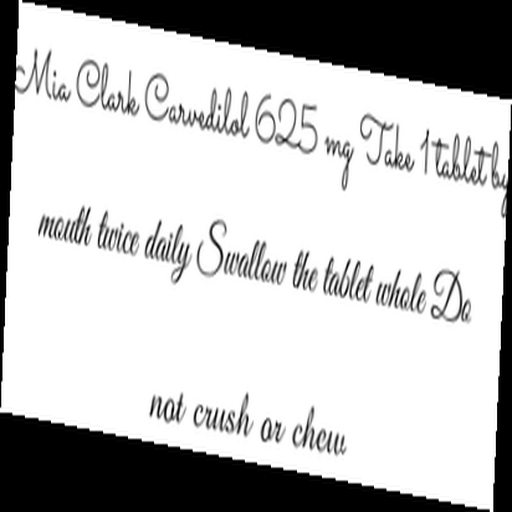 Mia Clark Carvedilol 625 mg Take 1 tablet by
mouth twice daily Swallow the tablet whole Do
not crush or chew